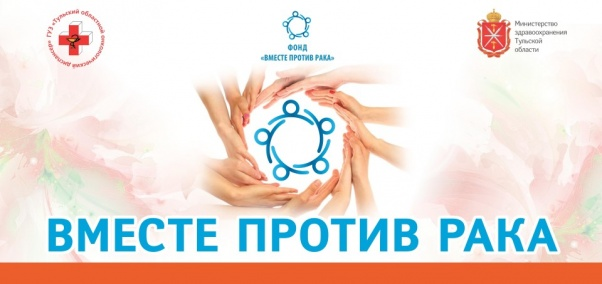 ГУЗ «Тульский областной онкологический диспансер»
ФОНД
«ВМЕСТЕ ПРОТИВ РАКА»
Министерство
здравоохранения
Тульской
области
ВМЕСТЕ ПРОТИВ РАКА